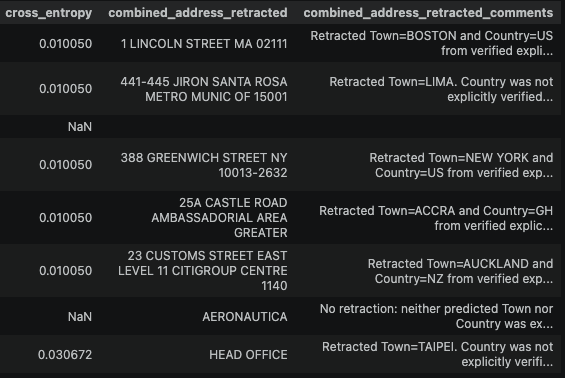 cross_entropy combined_address_retracted combined_address_retracted_comments
0.010050 1 LINCOLN STREET MA 02111 Retracted Town=BOSTON and Country=US
from verified expli...
0.010050 441-445 JIRON SANTA ROSA
METRO MUNIC OF 15001 Retracted Town=LIMA. Country was not
explicitly verified...
NaN
0.010050 388 GREENWICH STREET NY
10013-2632 Retracted Town=NEW YORK and
Country=US from verified exp...
0.010050 25A CASTLE ROAD
AMBASSADORIAL AREA
GREATER Retracted Town=ACCRA and Country=GH
from verified explic...
0.010050 23 CUSTOMS STREET EAST
LEVEL 11 CITIGROUP CENTRE
1140 Retracted Town=AUCKLAND and
Country=NZ from verified exp...
NaN AERONAUTICA No retraction: neither predicted Town nor
Country was ex...
0.030672 HEAD OFFICE Retracted Town=TAIPEI. Country was not
explicitly verifi...